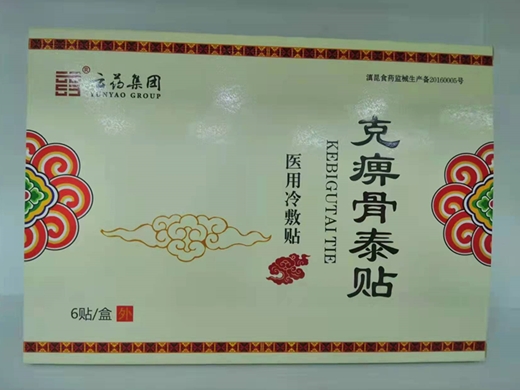 云药集团
YUNYAO GROUP
®
滇昆食药监械生产备20160005号
克痹骨泰贴
KEBIGUTAI TIE
医用冷敷贴
6贴/盒
外